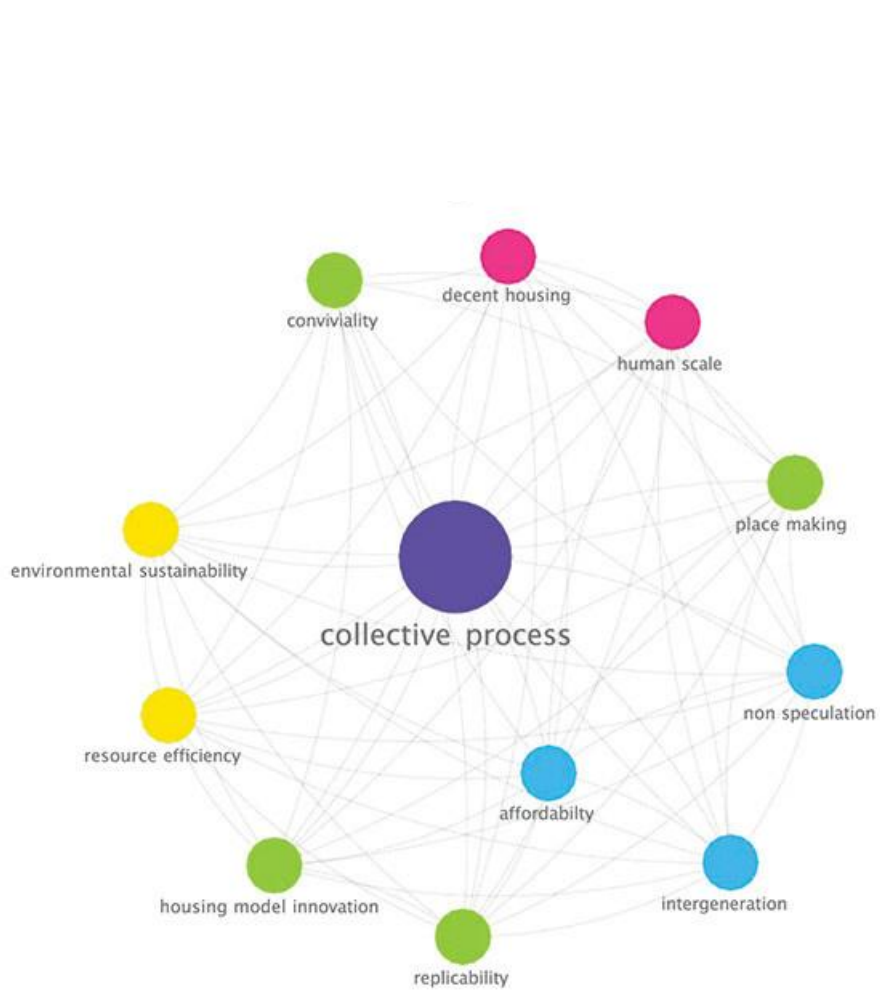 decent housing
conviviality
human scale
place making
environmental sustainability
collective process
non speculation
resource efficiency
affordabilty
housing model innovation
intergeneration
replicability